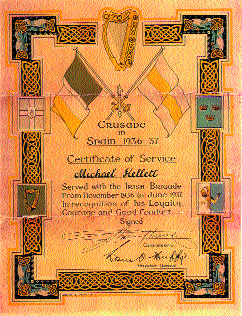 Crusade
in
Spain 1936-37
Certificate of Service
Michael Kellett
Served with the Irish Brigade
From November 1936 to June 1937
In recognition of his Loyalty,
Courage and Good Conduct
Signed